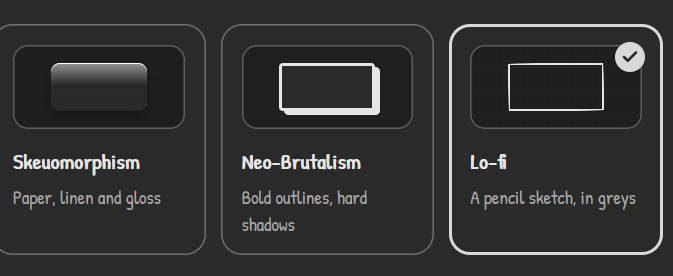 Skeuomorphism
Paper, linen and gloss
Neo-Brutalism
Bold outlines, hard
shadows
Lo-fi
A pencil sketch, in greys